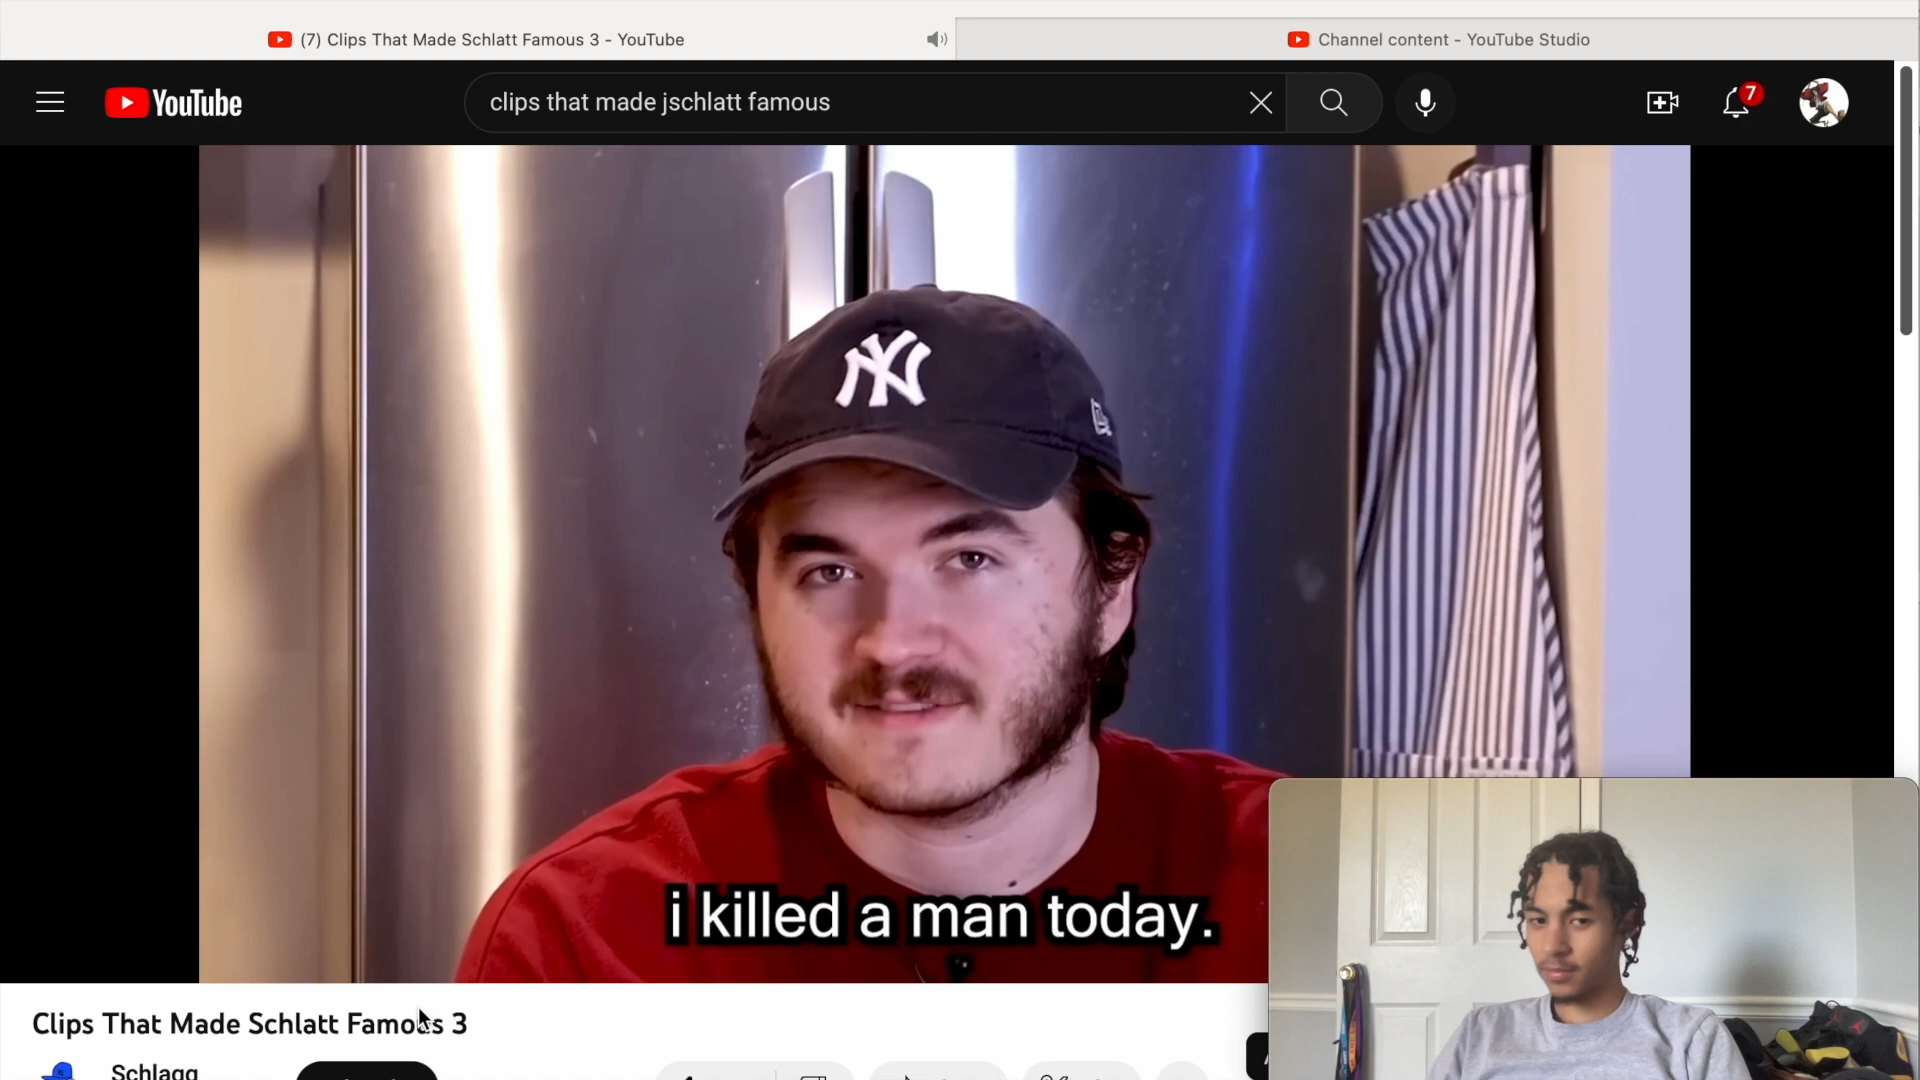 (7) Clips That Made Schlatt Famous 3 - YouTube
Channel content - YouTube Studio
YouTube
clips that made jschlatt famous
7
NY
i killed a man today.
Clips That Made Schlatt Famous 3
Schlagg